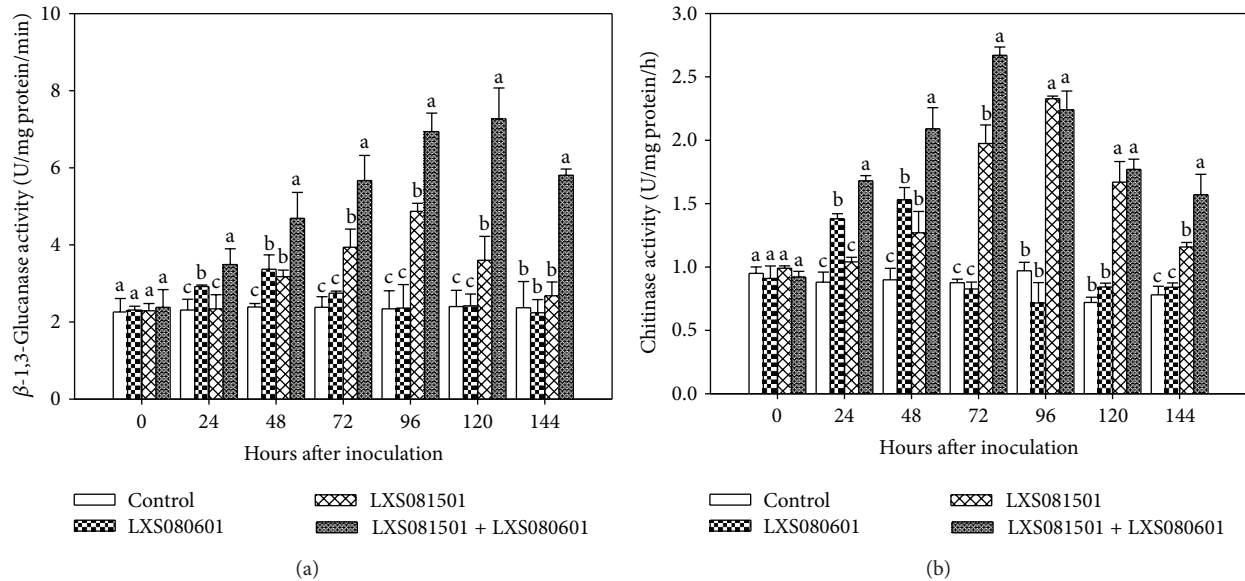 β-1,3-Glucanase activity (U/mg protein/min)
10
8
6
4
2
0
a a a a
c b c a
c b b a
c c b a
c c b a
c c b a
b b b a
0 24 48 72 96 120 144
Hours after inoculation
Control
LXS080601
LXS081501
LXS081501 + LXS080601
(a)
Chitinase activity (U/mg protein/h)
3.0
2.5
2.0
1.5
1.0
0.5
0.0
a a a a
c b c a
c b b a
c c b a
b b a a
b b a a
c c b a
0 24 48 72 96 120 144
Hours after inoculation
Control
LXS080601
LXS081501
LXS081501 + LXS080601
(b)